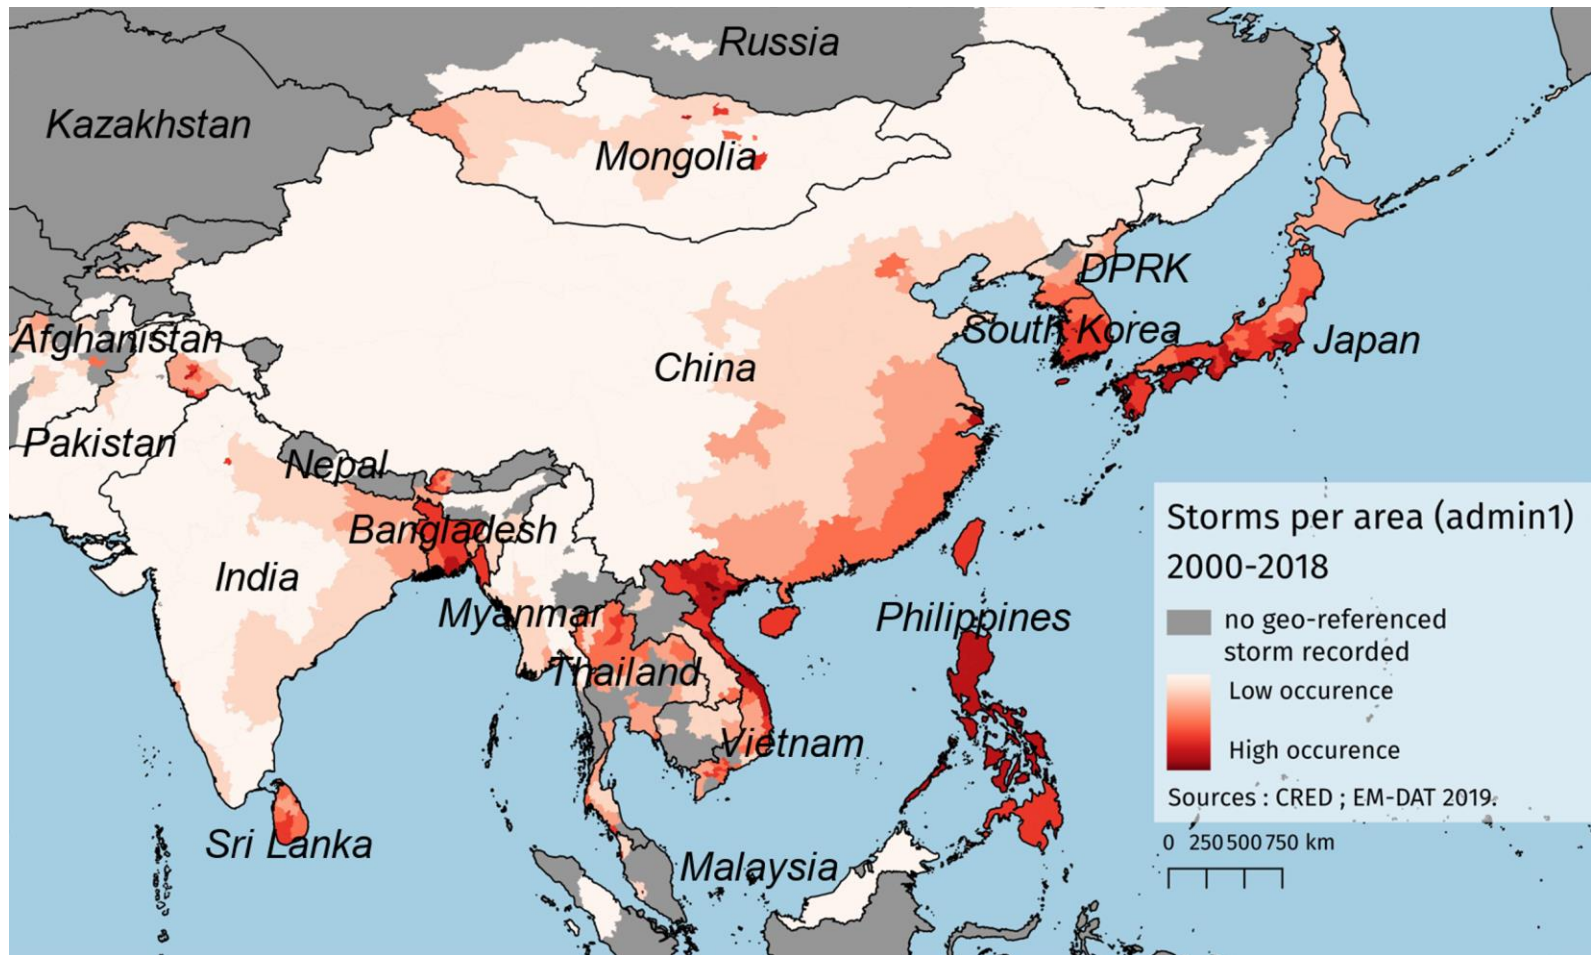 Russia
Kazakhstan
Mongolia
DPRK
Afghanistan
South Korea
Japan
China
Pakistan
Nepal
Bangladesh
India
Myanmar
Philippines
Thailand
Vietnam
Sri Lanka
Malaysia
Storms per area (admin1)
2000-2018
no geo-referenced
storm recorded
Low occurence
High occurence
Sources : CRED ; EM-DAT 2019.
0 250 500 750 km